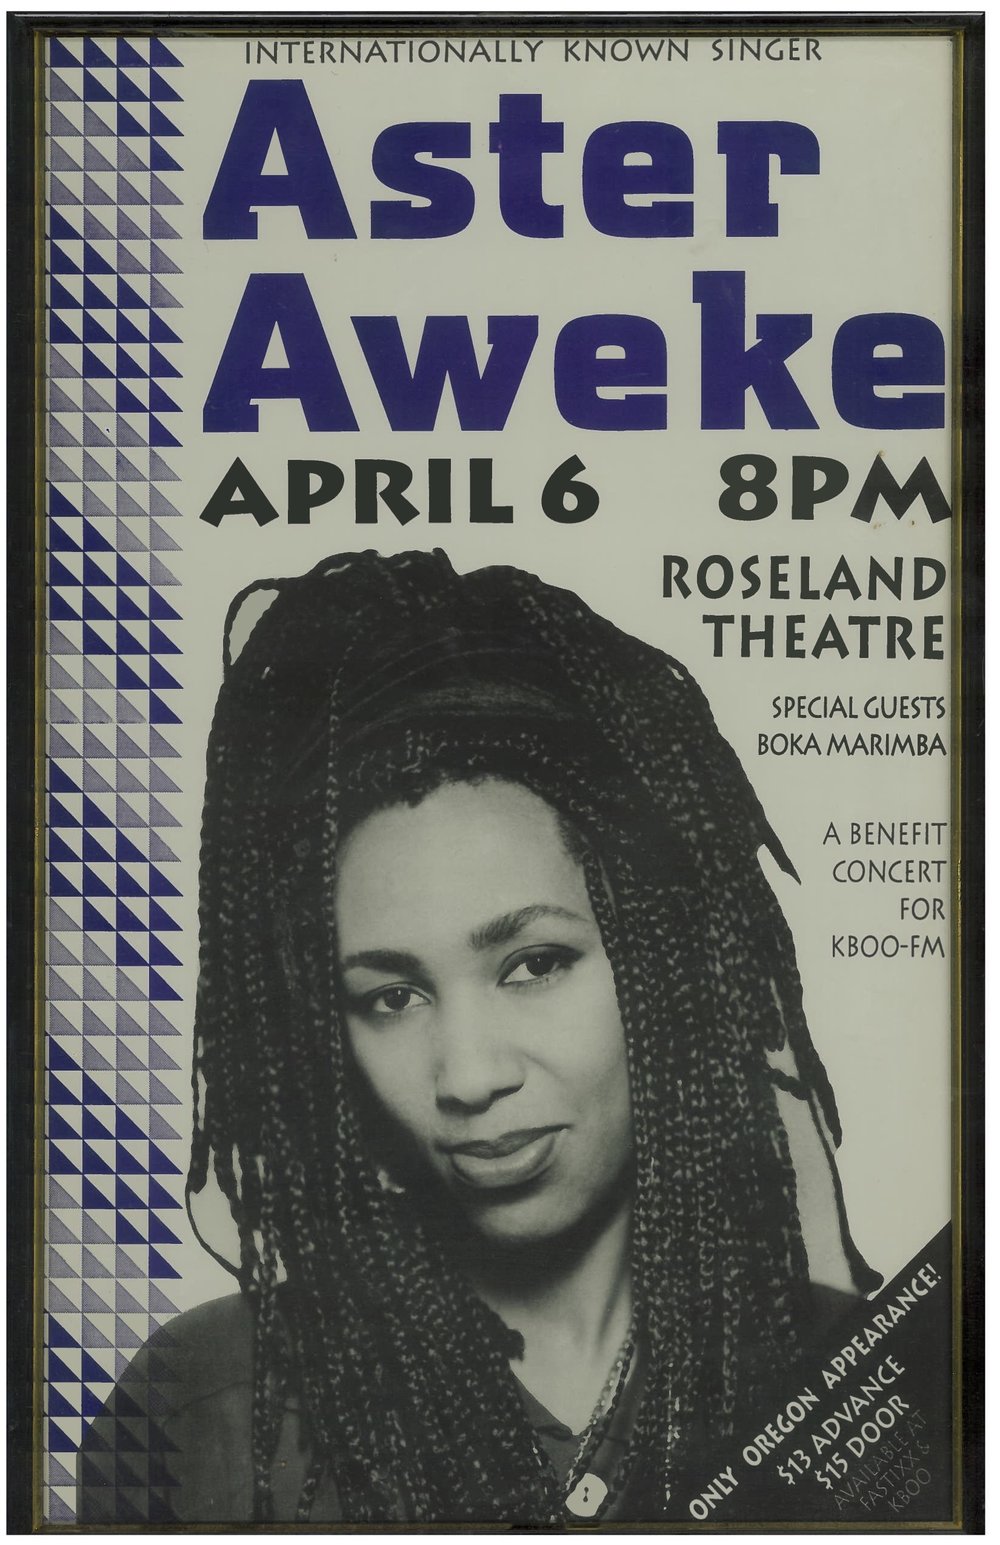 INTERNATIONALLY KNOWN SINGER
Aster
Aweke
APRIL 6 8PM
ROSELAND
THEATRE
SPECIAL GUESTS
BOKA MARIMBA
A BENEFIT
CONCERT
FOR
KBOO-FM
ONLY OREGON APPEARANCE!
$13 ADVANCE
$15 DOOR
AVAILABLE AT
FASTIXX &
KBOO